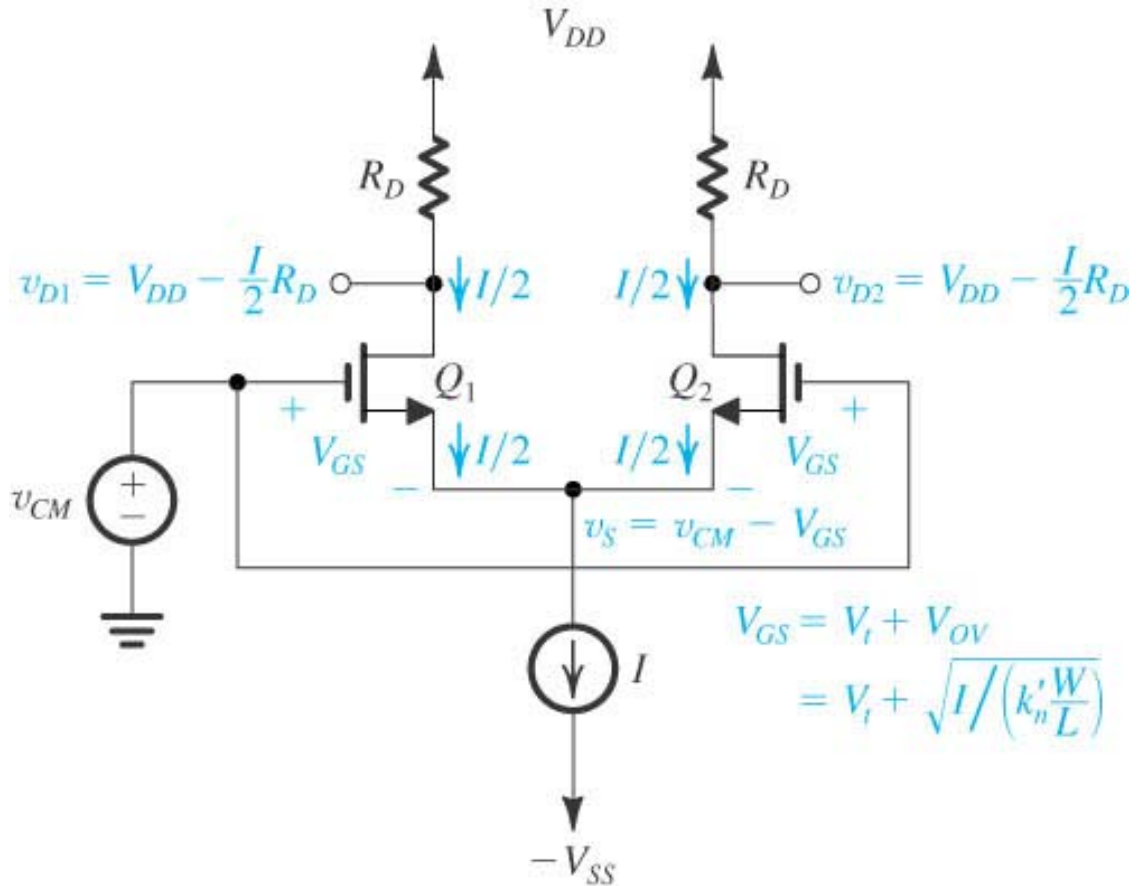 V_DD
R_D R_D
v_D1 = V_DD − I/2 R_D
I/2 I/2
v_D2 = V_DD − I/2 R_D
Q_1 Q_2
+ +
V_GS V_GS
I/2 I/2
− −
v_CM
+
−
v_S = v_CM − V_GS
V_GS = V_t + V_OV
= V_t + √(I/(k′_n W/L))
I
−V_SS